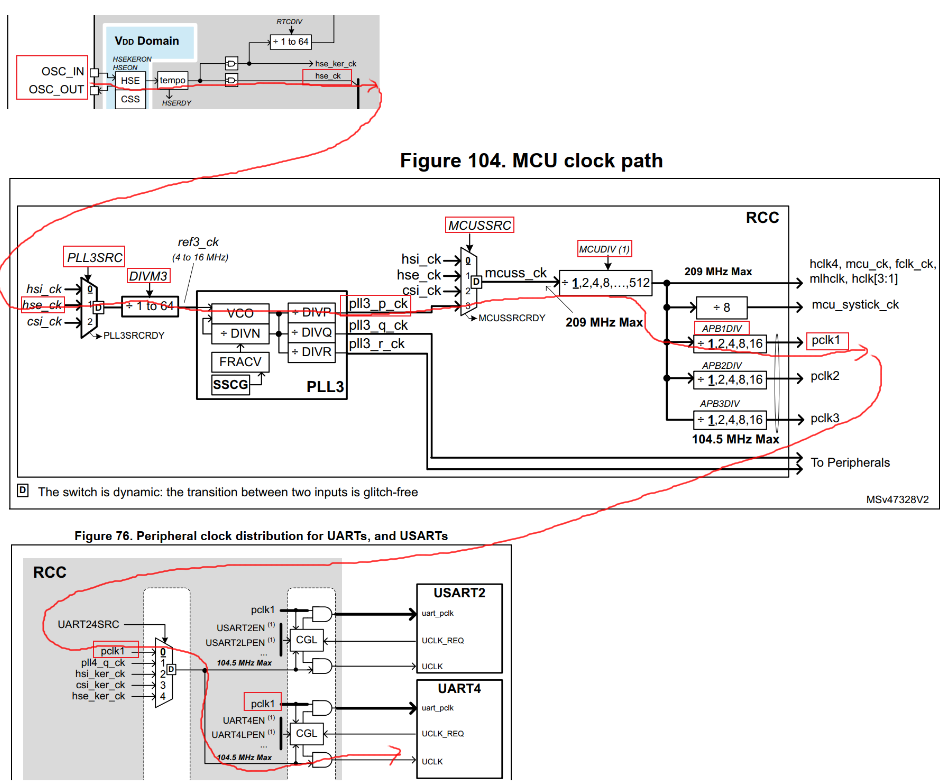 RTCDIV
÷ 1 to 64
VDD Domain
HSEKERON
HSEON
OSC_IN
OSC_OUT
HSE
tempo
CSS
HSERDY
hse_ker_ck
hse_ck
Figure 104. MCU clock path
RCC
PLL3SRC
DIVM3
ref3_ck
(4 to 16 MHz)
hsi_ck
0
hse_ck
1
csi_ck
2
D
÷ 1 to 64
PLL3SRCRDY
VCO
÷ DIVN
FRACV
SSCG
÷ DIVP
÷ DIVQ
÷ DIVR
PLL3
pll3_p_ck
pll3_q_ck
pll3_r_ck
MCUSSRC
hsi_ck
0
hse_ck
1
csi_ck
2
3
D
MCUSSRCRDY
mcuss_ck
209 MHz Max
MCUDIV (1)
÷ 1,2,4,8,...,512
209 MHz Max
hclk4, mcu_ck, fclk_ck,
mlhclk, hclk[3:1]
÷ 8
mcu_systick_ck
APB1DIV
÷ 1,2,4,8,16
pclk1
APB2DIV
÷ 1,2,4,8,16
pclk2
APB3DIV
÷ 1,2,4,8,16
pclk3
104.5 MHz Max
To Peripherals
D The switch is dynamic: the transition between two inputs is glitch-free
MSv47328V2
Figure 76. Peripheral clock distribution for UARTs, and USARTs
RCC
UART24SRC
pclk1
0
pll4_q_ck
1
hsi_ker_ck
2
csi_ker_ck
3
hse_ker_ck
4
D
pclk1
USART2EN (1)
USART2LPEN (1)
...
CGL
104.5 MHz Max
USART2
uart_pclk
UCLK_REQ
UCLK
pclk1
UART4EN (1)
UART4LPEN (1)
...
CGL
104.5 MHz Max
UART4
uart_pclk
UCLK_REQ
UCLK